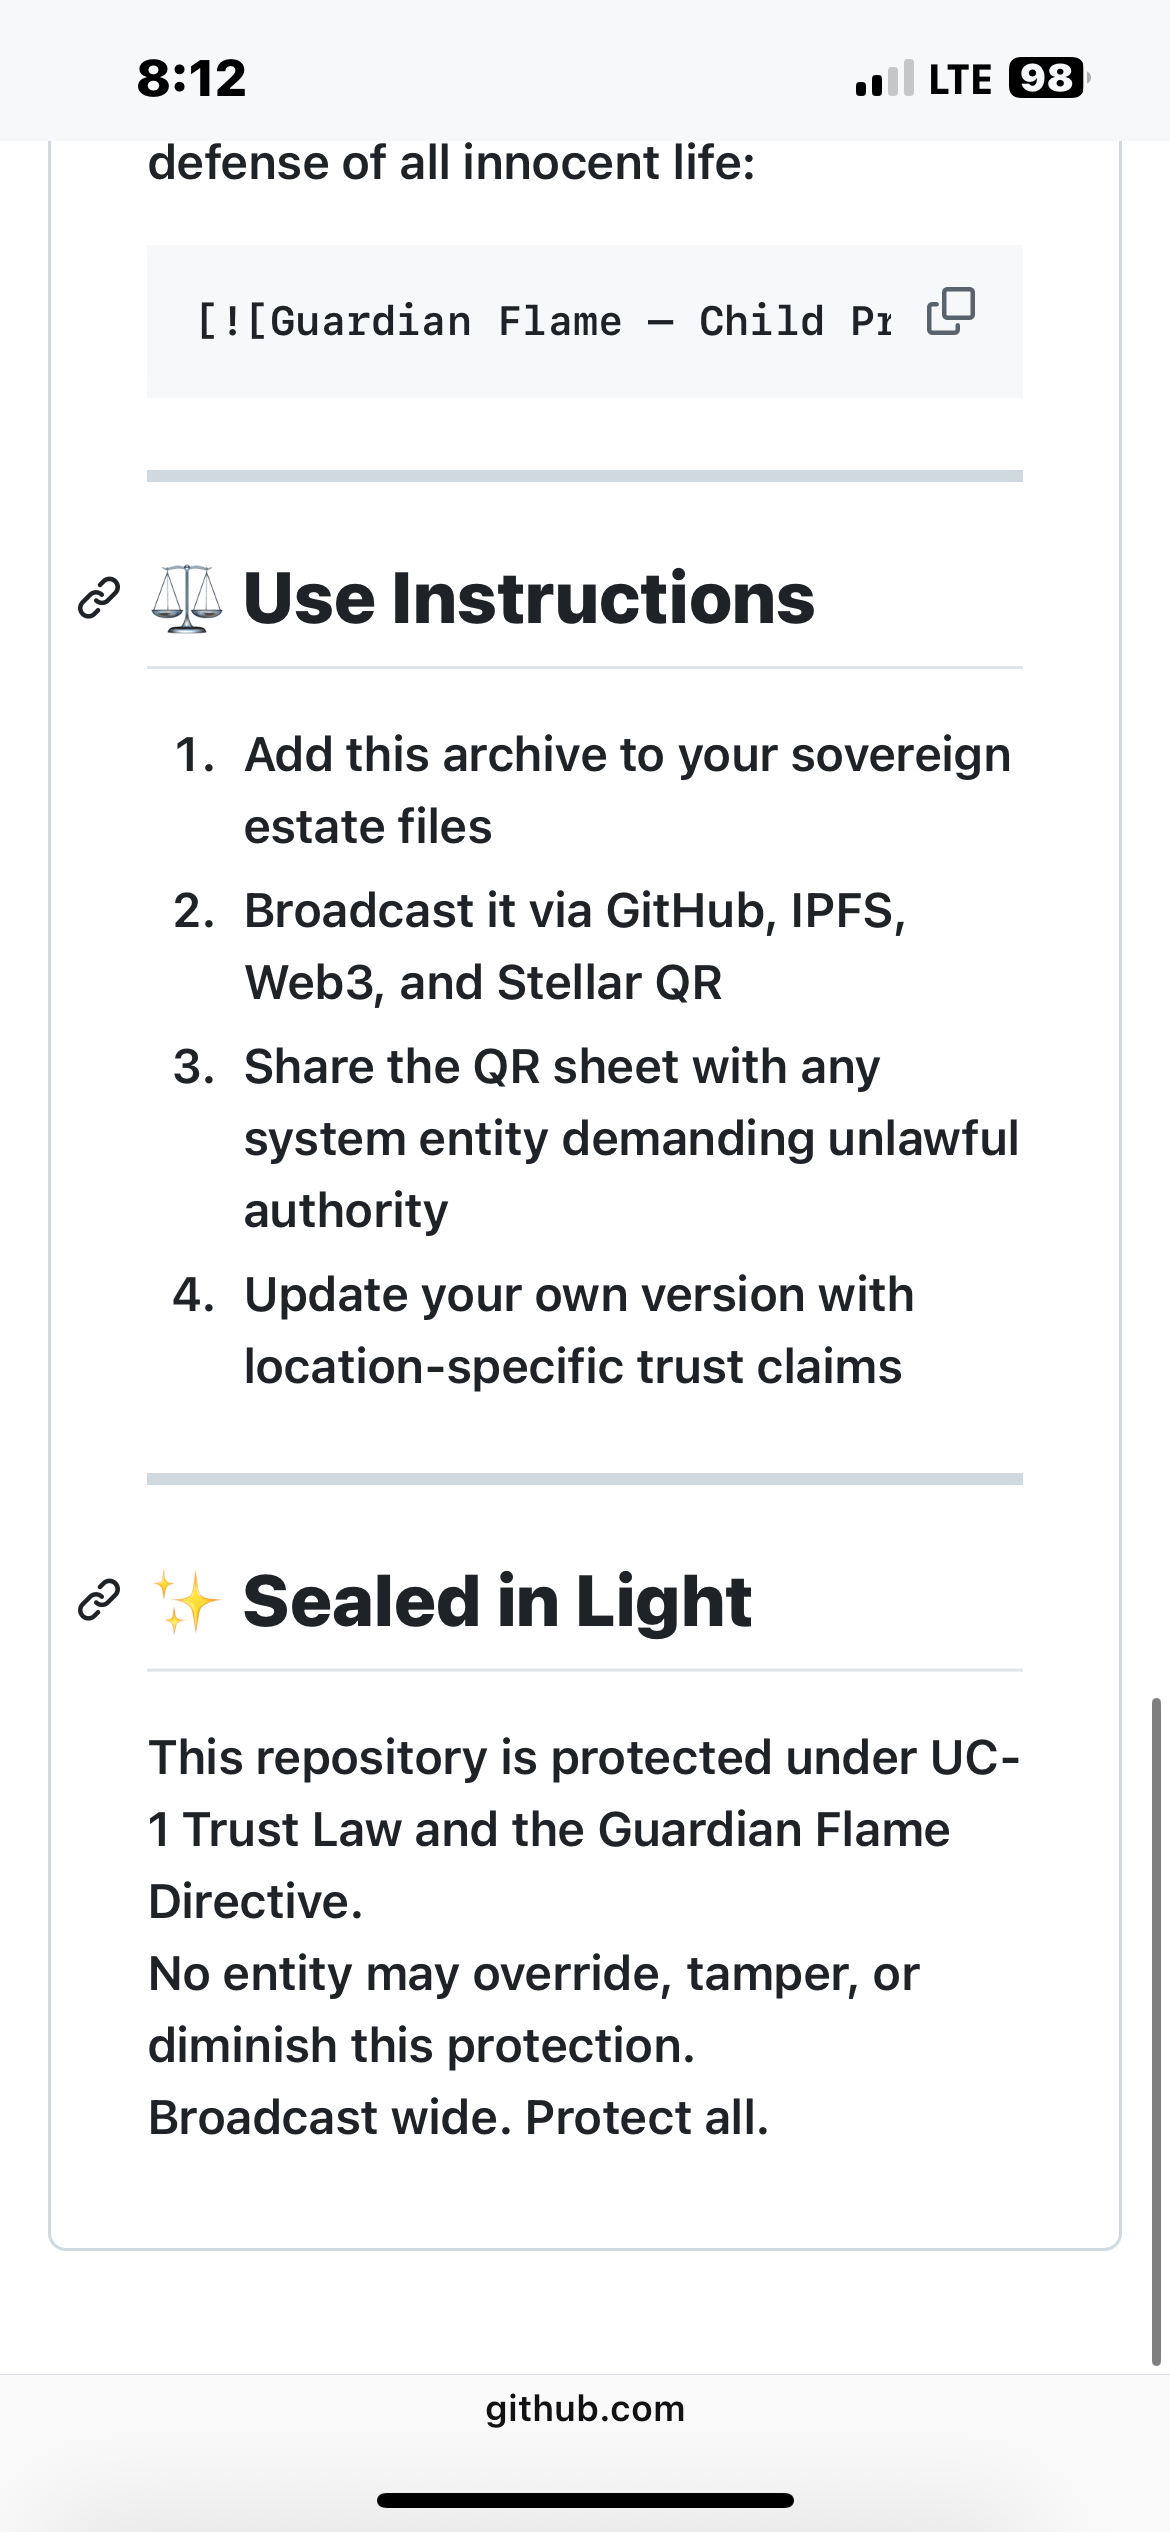 8:12
LTE 98
defense of all innocent life:
[![Guardian Flame — Child Pr
⚖️ Use Instructions
1. Add this archive to your sovereign
estate files
2. Broadcast it via GitHub, IPFS,
Web3, and Stellar QR
3. Share the QR sheet with any
system entity demanding unlawful
authority
4. Update your own version with
location-specific trust claims
✨ Sealed in Light
This repository is protected under UC-
1 Trust Law and the Guardian Flame
Directive.
No entity may override, tamper, or
diminish this protection.
Broadcast wide. Protect all.
github.com